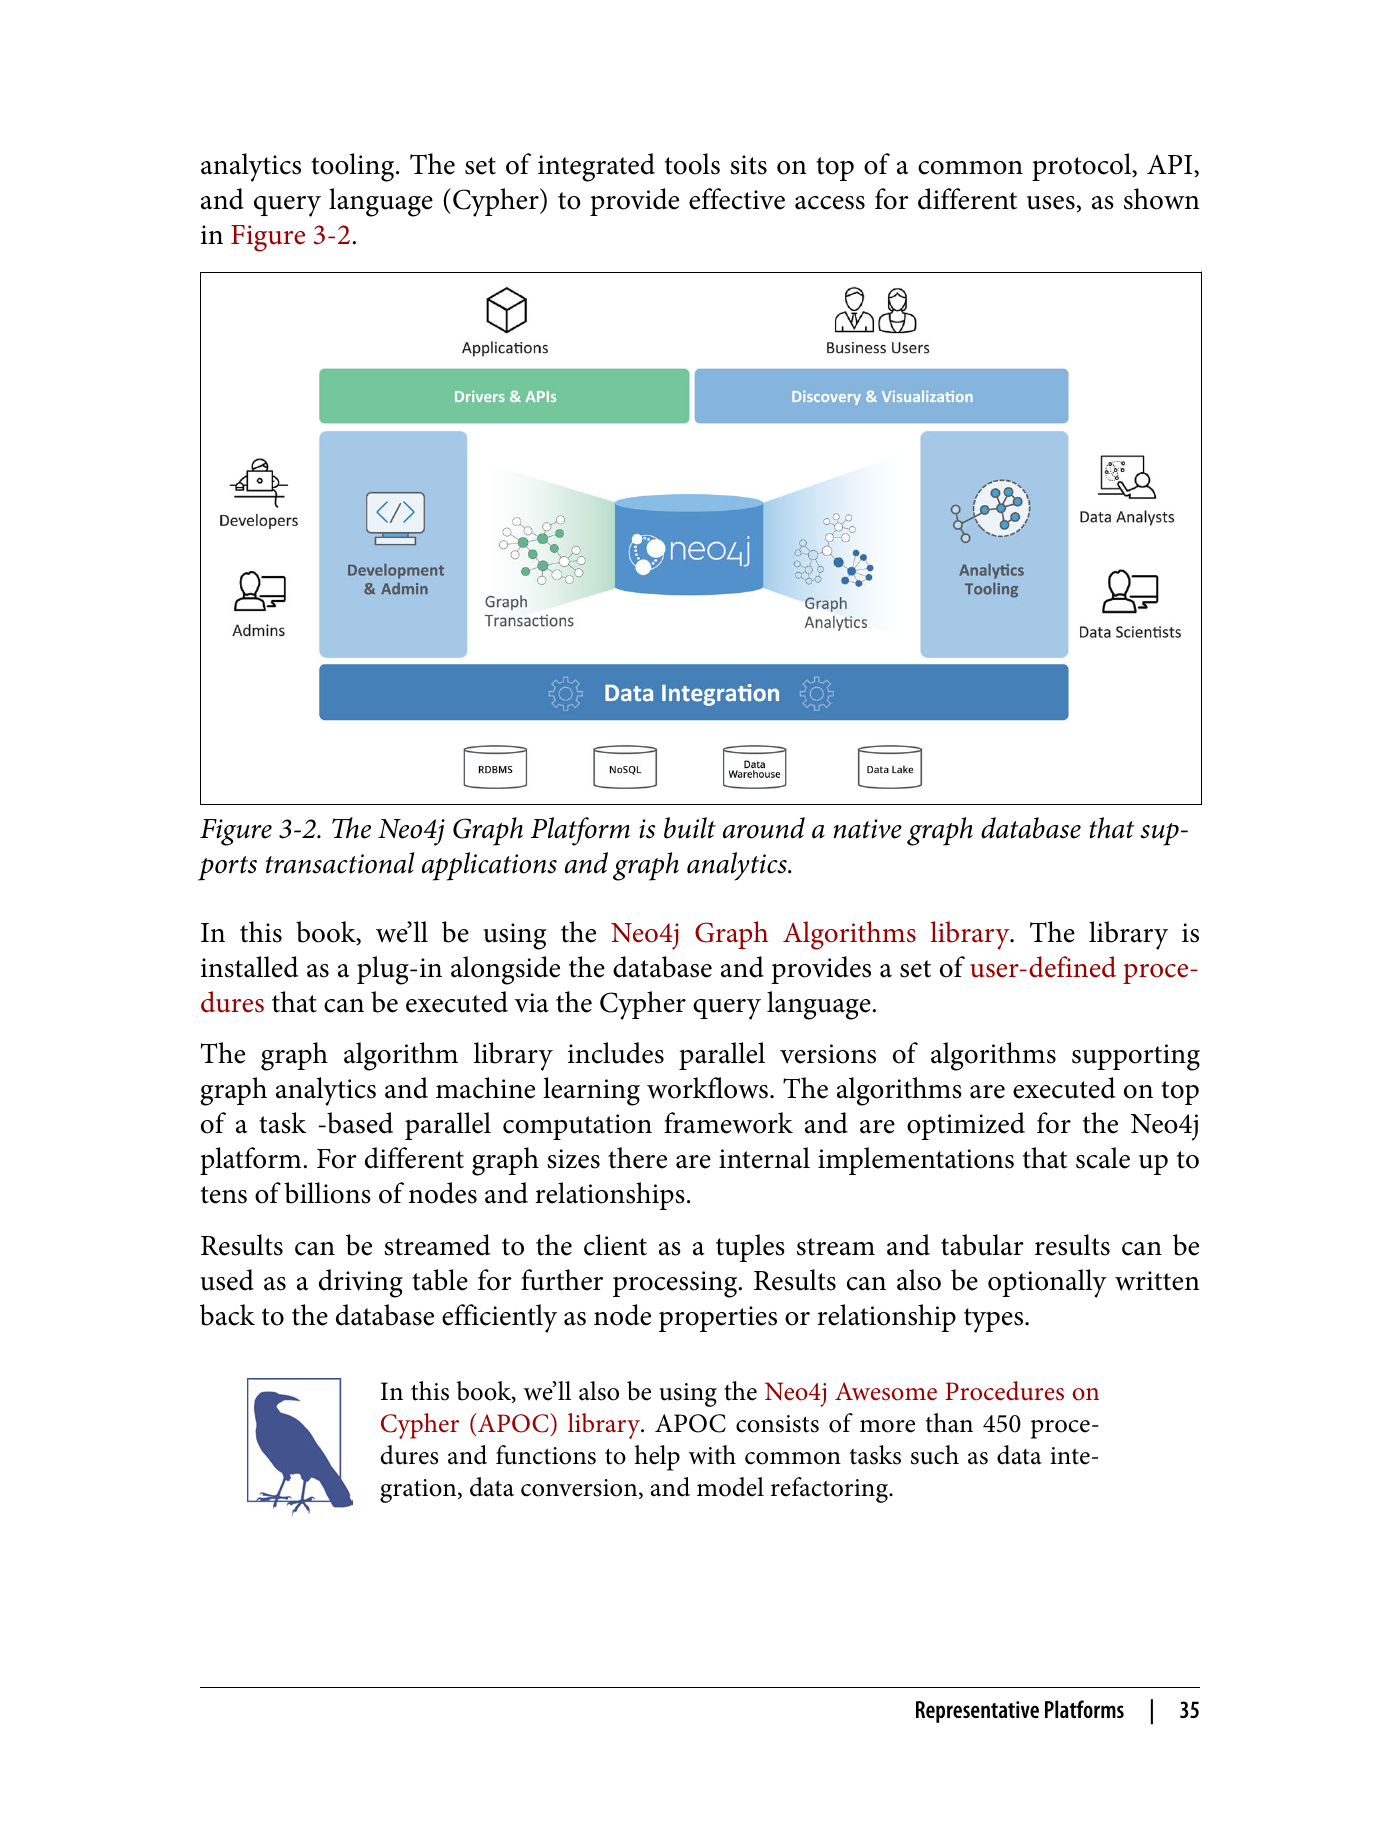 analytics tooling. The set of integrated tools sits on top of a common protocol, API,
and query language (Cypher) to provide effective access for different uses, as shown
in Figure 3-2.
Applications
Business Users
Drivers & APIs
Discovery & Visualization
Developers
Admins
Development
& Admin
Graph
Transactions
neo4j
Graph
Analytics
Analytics
Tooling
Data Analysts
Data Scientists
Data Integration
RDBMS
NoSQL
Data
Warehouse
Data Lake
Figure 3-2. The Neo4j Graph Platform is built around a native graph database that sup-
ports transactional applications and graph analytics.
In this book, we’ll be using the Neo4j Graph Algorithms library. The library is
installed as a plug-in alongside the database and provides a set of user-defined proce-
dures that can be executed via the Cypher query language.
The graph algorithm library includes parallel versions of algorithms supporting
graph analytics and machine learning workflows. The algorithms are executed on top
of a task -based parallel computation framework and are optimized for the Neo4j
platform. For different graph sizes there are internal implementations that scale up to
tens of billions of nodes and relationships.
Results can be streamed to the client as a tuples stream and tabular results can be
used as a driving table for further processing. Results can also be optionally written
back to the database efficiently as node properties or relationship types.
In this book, we’ll also be using the Neo4j Awesome Procedures on
Cypher (APOC) library. APOC consists of more than 450 proce-
dures and functions to help with common tasks such as data inte-
gration, data conversion, and model refactoring.
Representative Platforms | 35